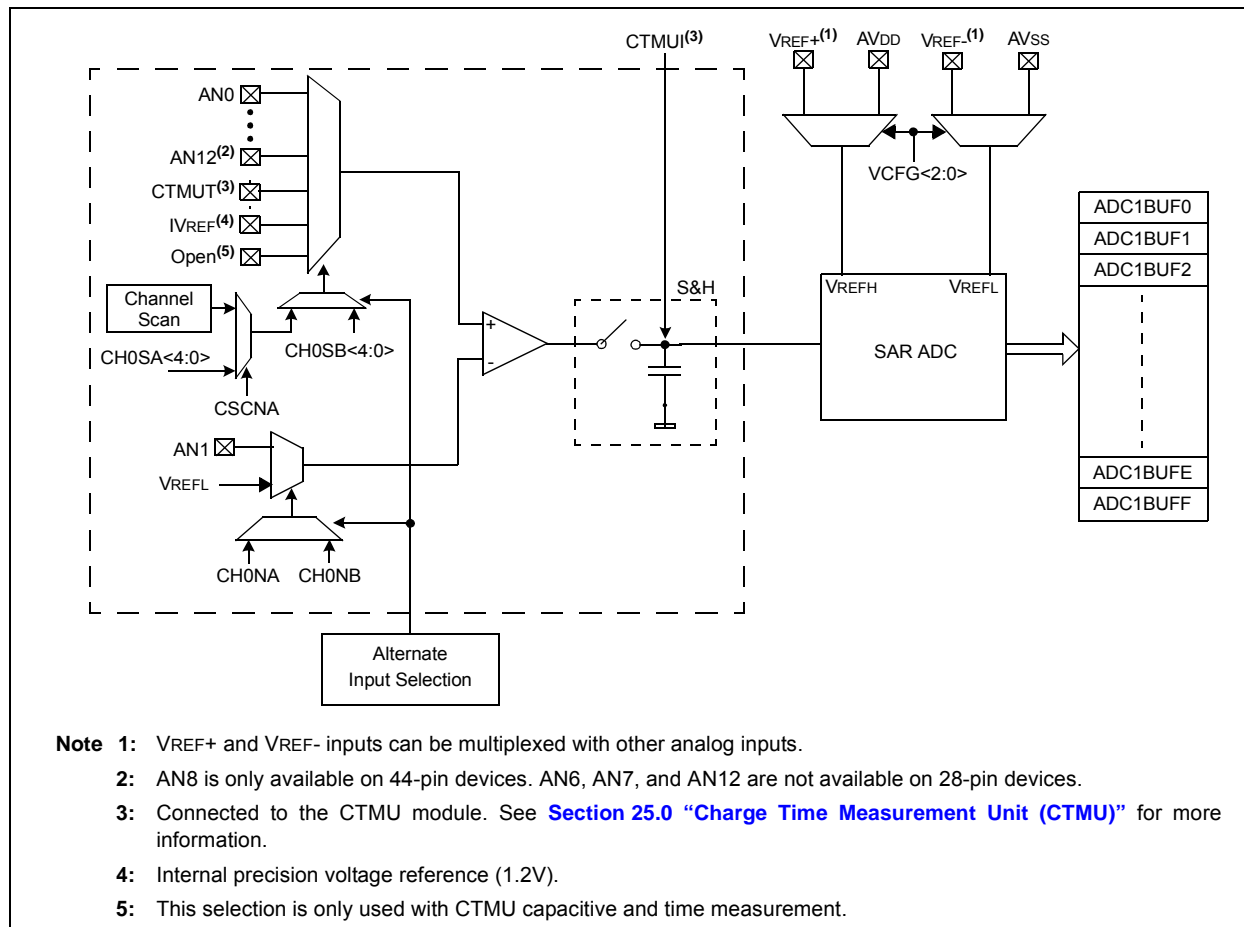 CTMUI(3)
VREF+(1) AVDD VREF-(1) AVSS
AN0
AN12(2)
CTMUT(3)
IVREF(4)
Open(5)
VCFG<2:0>
ADC1BUF0
ADC1BUF1
ADC1BUF2
Channel
Scan
S&H
VREFH VREFL
+
-
SAR ADC
CH0SA<4:0>
CH0SB<4:0>
CSCNA
AN1
VREFL
ADC1BUFE
ADC1BUFF
CH0NA CH0NB
Alternate
Input Selection
Note 1: VREF+ and VREF- inputs can be multiplexed with other analog inputs.
2: AN8 is only available on 44-pin devices. AN6, AN7, and AN12 are not available on 28-pin devices.
3: Connected to the CTMU module. See Section 25.0 “Charge Time Measurement Unit (CTMU)” for more
information.
4: Internal precision voltage reference (1.2V).
5: This selection is only used with CTMU capacitive and time measurement.